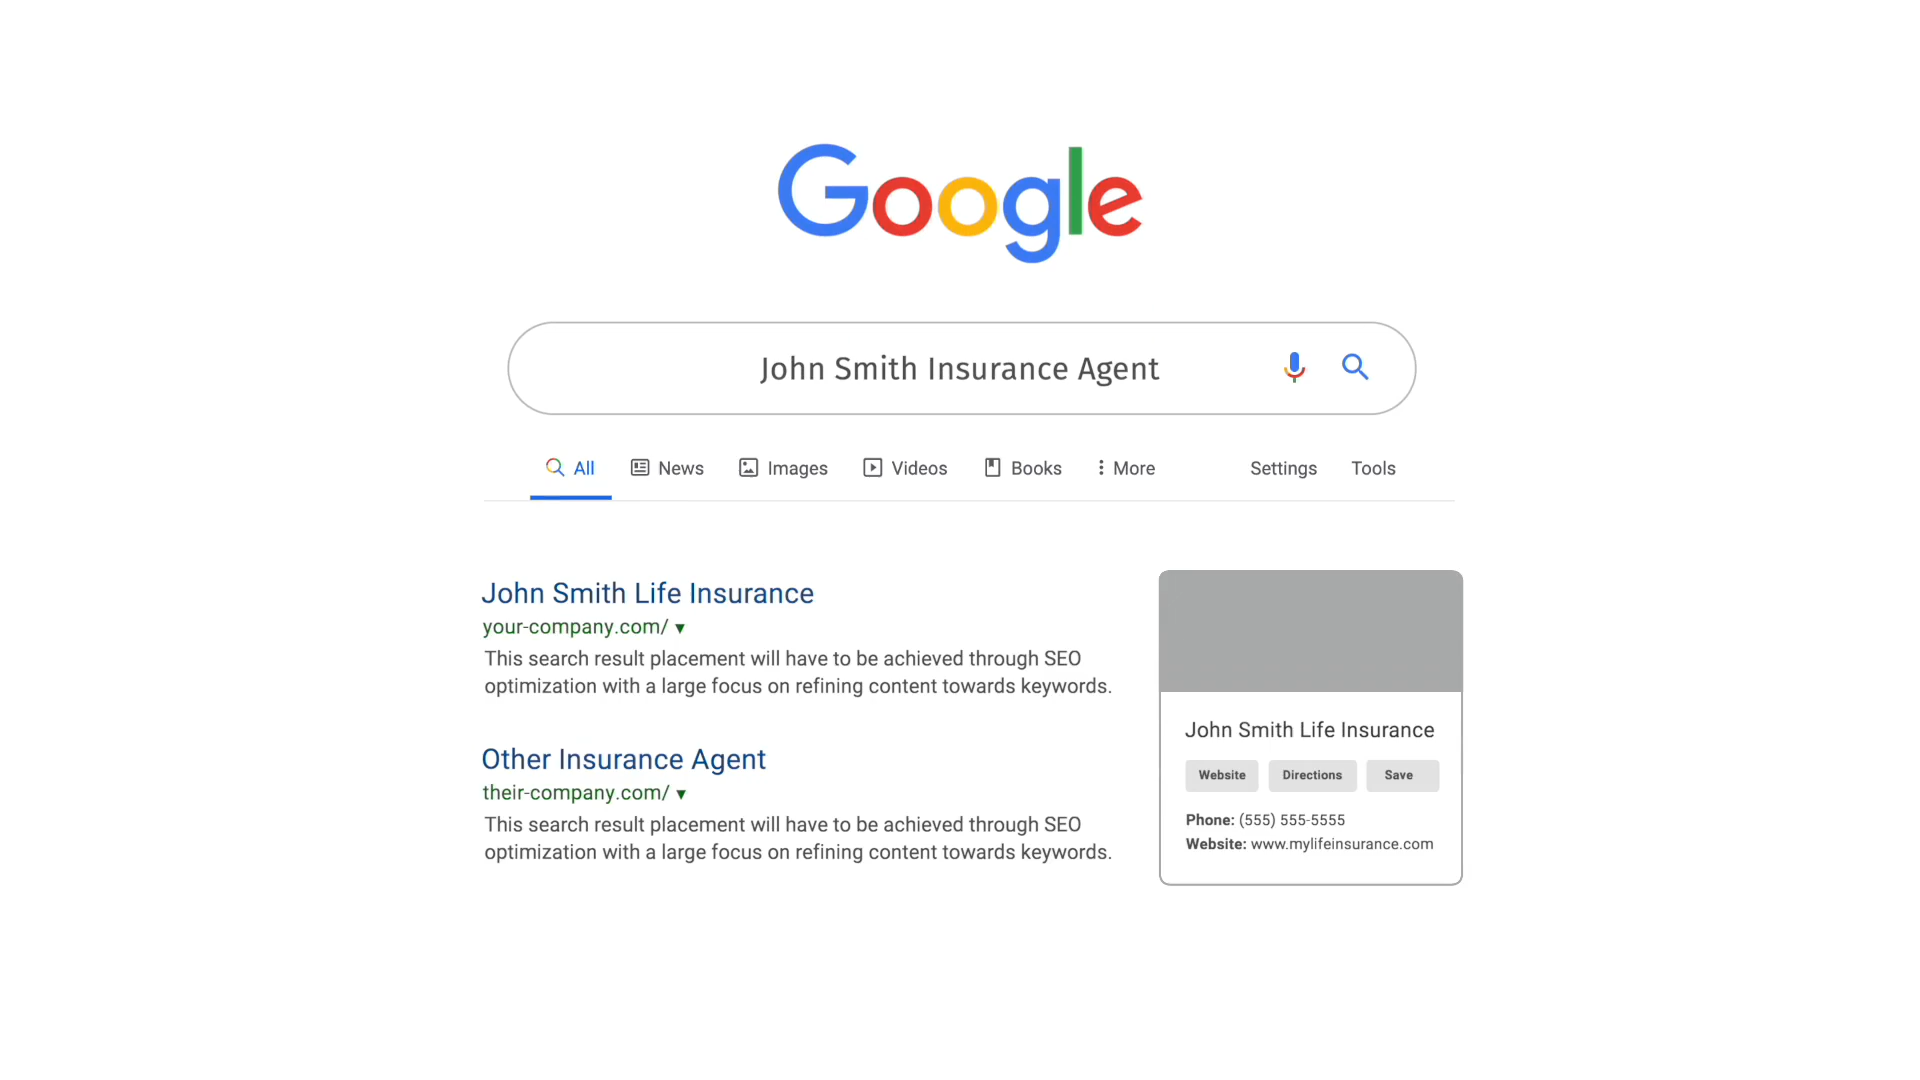 Google
John Smith Insurance Agent
All News Images Videos Books More Settings Tools
John Smith Life Insurance
your-company.com/ ▼
This search result placement will have to be achieved through SEO
optimization with a large focus on refining content towards keywords.
Other Insurance Agent
their-company.com/ ▼
This search result placement will have to be achieved through SEO
optimization with a large focus on refining content towards keywords.
John Smith Life Insurance
Website Directions Save
Phone: (555) 555-5555
Website: www.mylifeinsurance.com